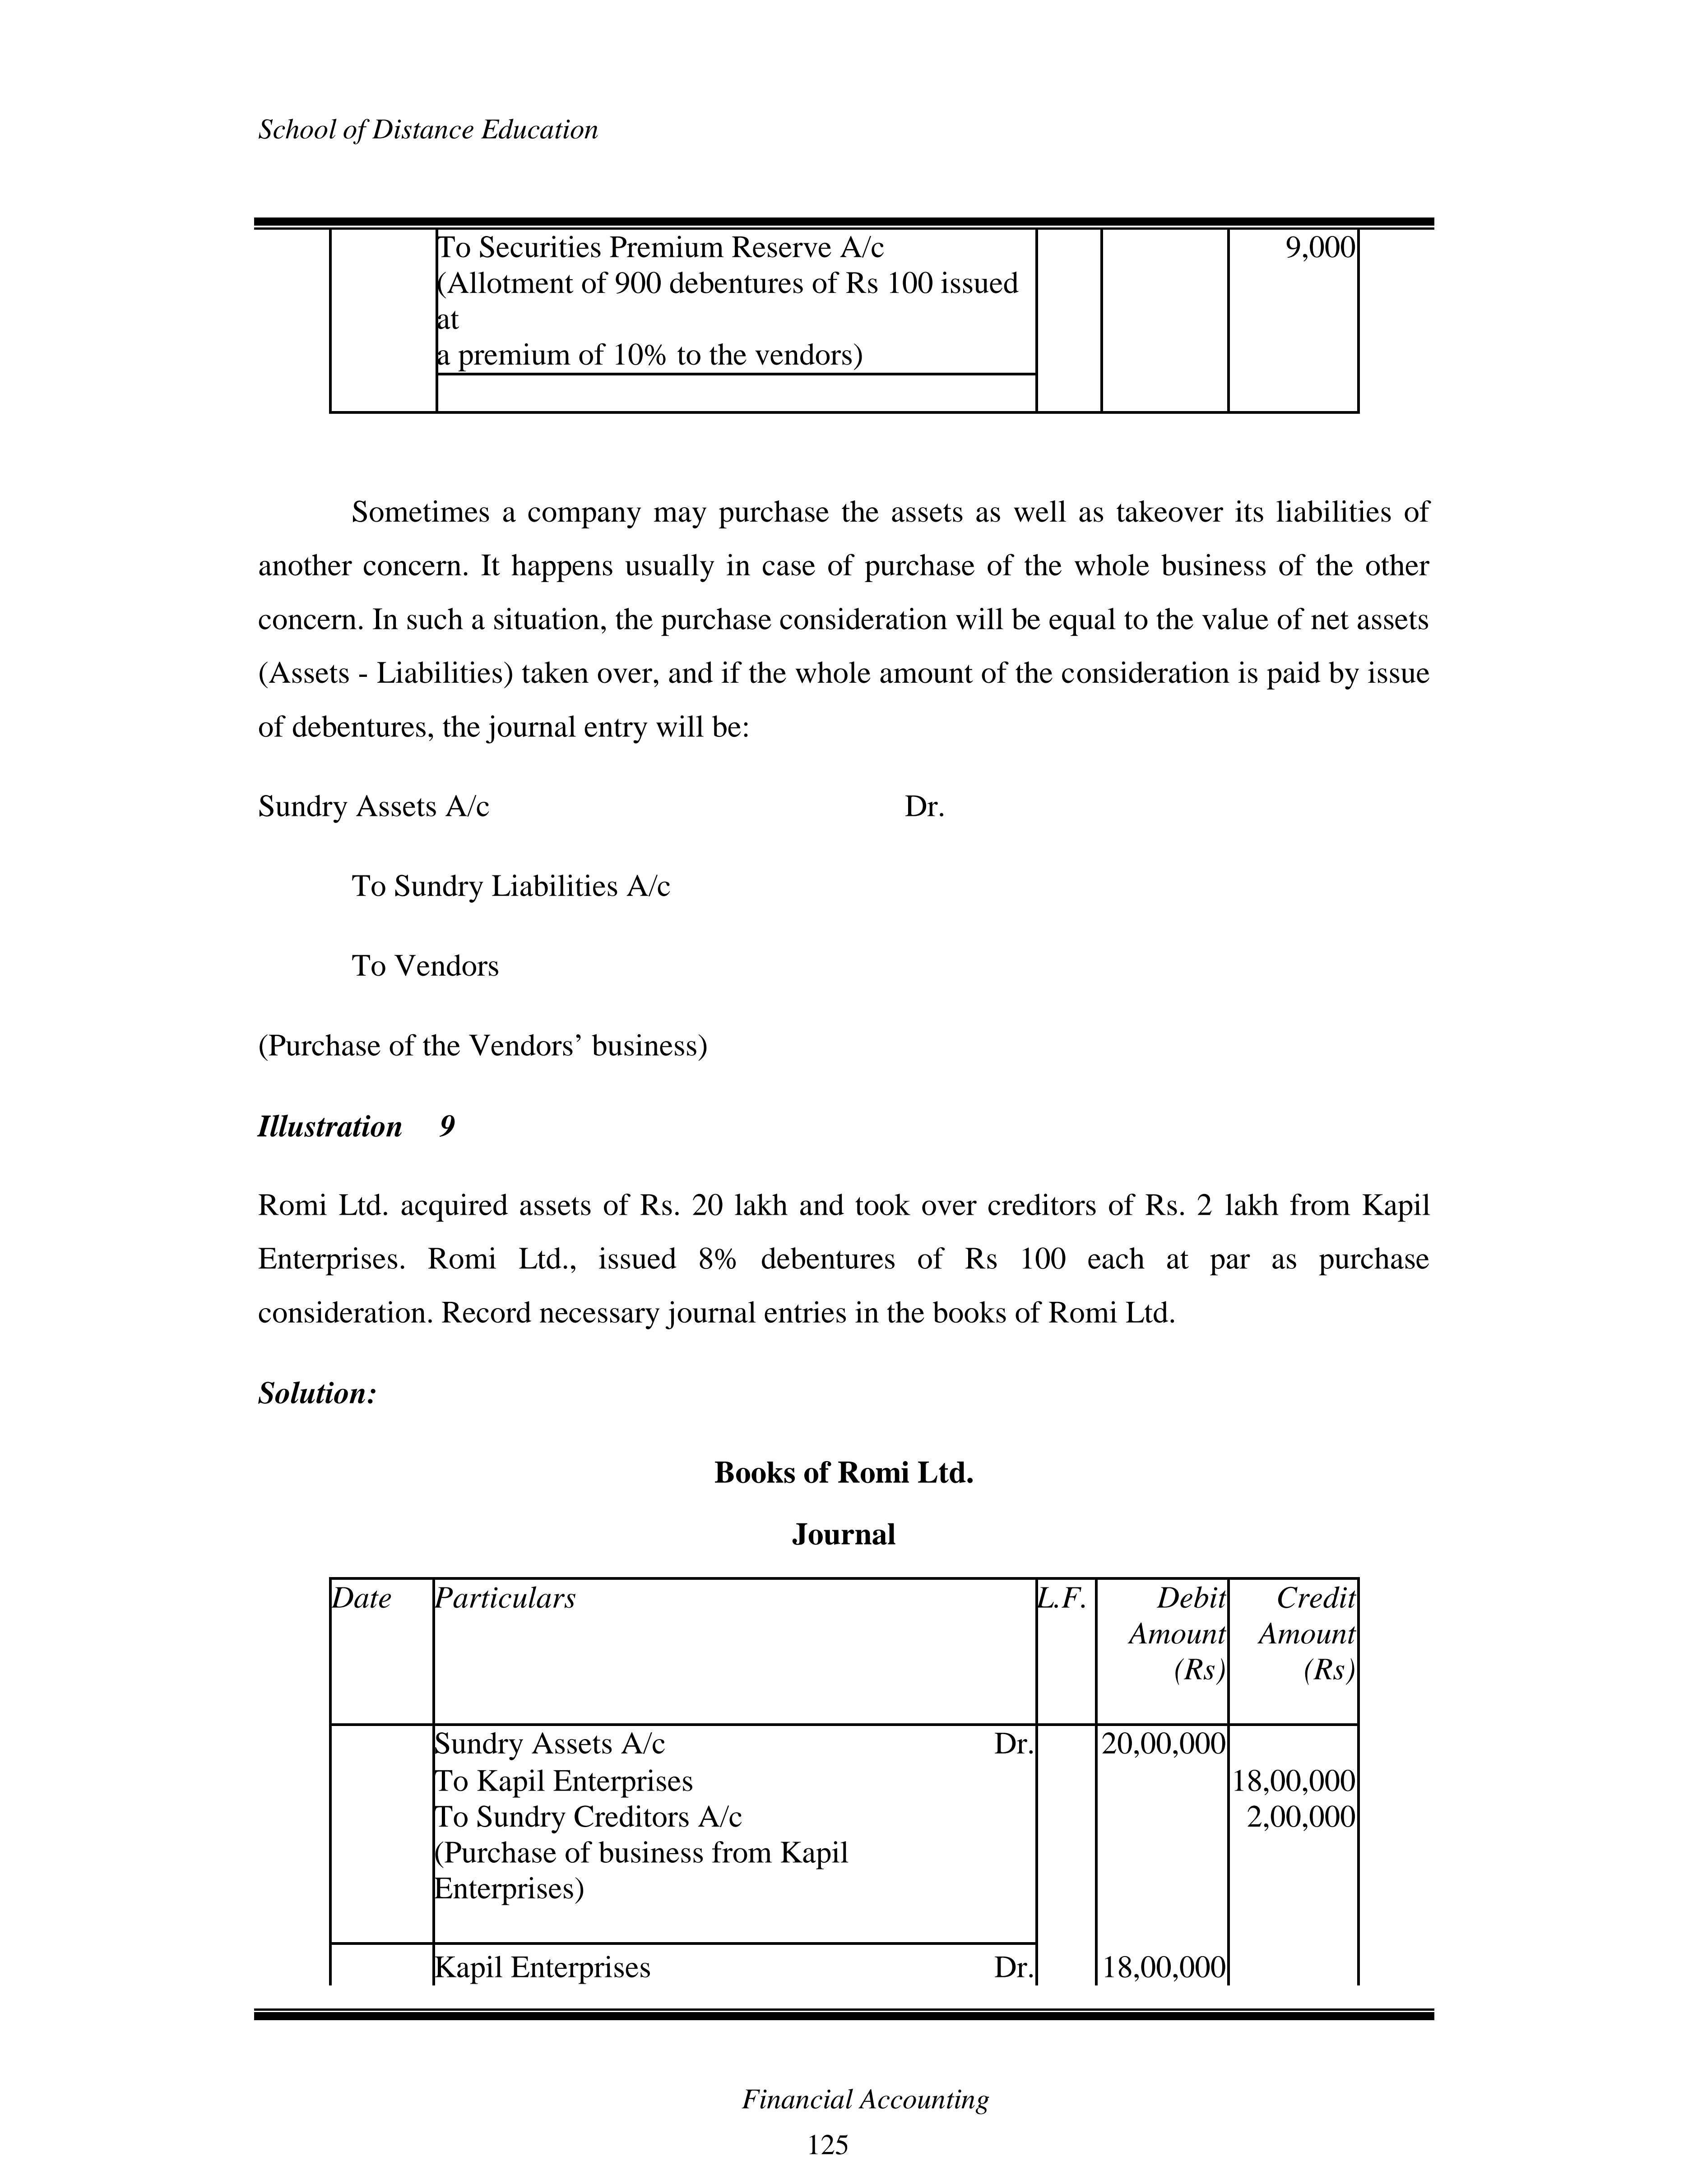 School of Distance Education
To Securities Premium Reserve A/c 9,000
(Allotment of 900 debentures of Rs 100 issued
at
a premium of 10% to the vendors)
Sometimes a company may purchase the assets as well as takeover its liabilities of
another concern. It happens usually in case of purchase of the whole business of the other
concern. In such a situation, the purchase consideration will be equal to the value of net assets
(Assets - Liabilities) taken over, and if the whole amount of the consideration is paid by issue
of debentures, the journal entry will be:
Sundry Assets A/c Dr.
To Sundry Liabilities A/c
To Vendors
(Purchase of the Vendors’ business)
Illustration 9
Romi Ltd. acquired assets of Rs. 20 lakh and took over creditors of Rs. 2 lakh from Kapil
Enterprises. Romi Ltd., issued 8% debentures of Rs 100 each at par as purchase
consideration. Record necessary journal entries in the books of Romi Ltd.
Solution:
Books of Romi Ltd.
Journal
Date Particulars L.F. Debit Credit
Amount Amount
(Rs) (Rs)
Sundry Assets A/c Dr. 20,00,000
To Kapil Enterprises 18,00,000
To Sundry Creditors A/c 2,00,000
(Purchase of business from Kapil
Enterprises)
Kapil Enterprises Dr. 18,00,000
Financial Accounting
125